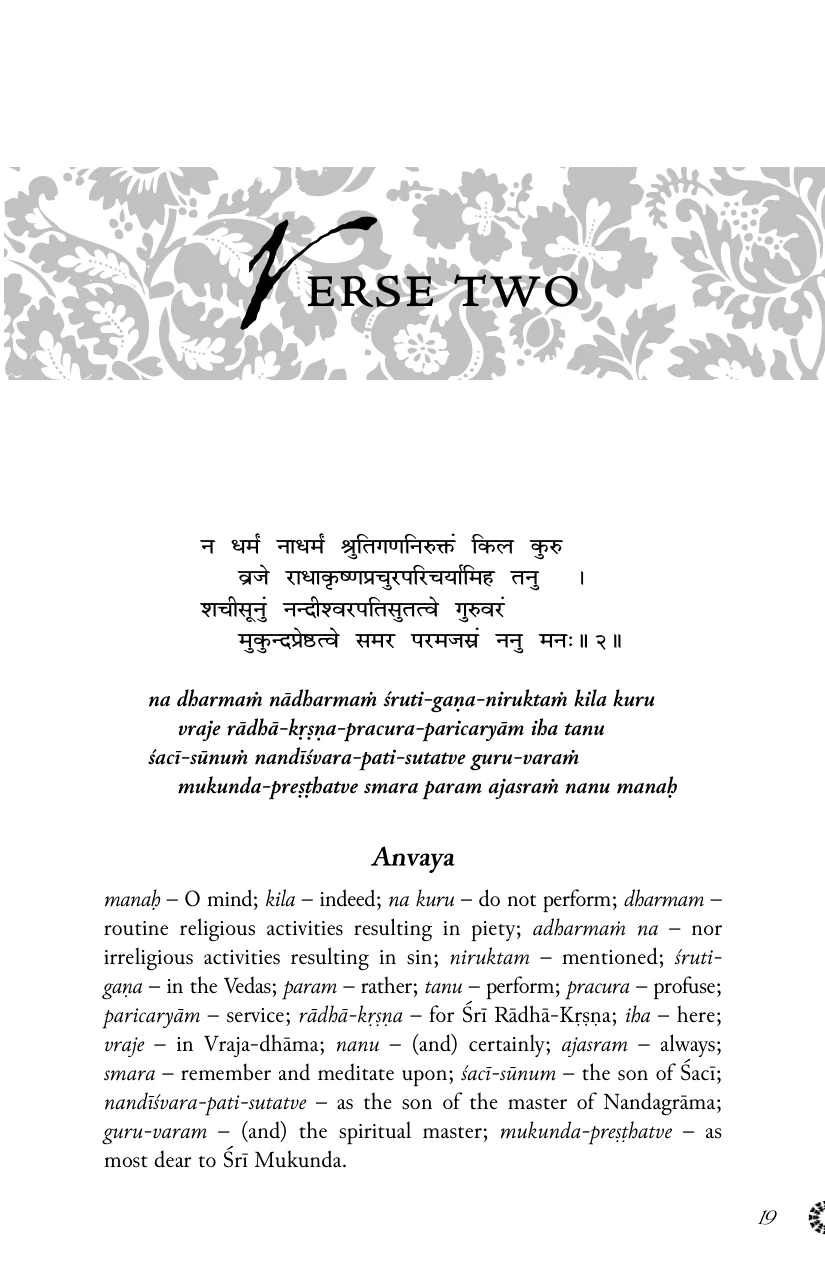 VERSE TWO
न धर्मं नाधर्मं श्रुतिगणनिरुक्तं किल कुरु
व्रजे राधाकृष्णप्रचुरपरिचर्यामिह तनु ।
शचीसूनुं नन्दीश्वरपतिसुतत्वे गुरुवरं
मुकुन्दप्रेष्ठत्वे समर परमजस्रं ननु मनः॥ २॥
na dharmaṁ nādharmaṁ śruti-gaṇa-niruktaṁ kila kuru
vraje rādhā-kṛṣṇa-pracura-paricaryām iha tanu
śacī-sūnuṁ nandīśvara-pati-sutatve guru-varaṁ
mukunda-preṣṭhatve smara param ajasraṁ nanu manaḥ
Anvaya
manaḥ – O mind; kila – indeed; na kuru – do not perform; dharmam –
routine religious activities resulting in piety; adharmaṁ na – nor
irreligious activities resulting in sin; niruktam – mentioned; śruti-
gaṇa – in the Vedas; param – rather; tanu – perform; pracura – profuse;
paricaryām – service; rādhā-kṛṣṇa – for Śrī Rādhā-Kṛṣṇa; iha – here;
vraje – in Vraja-dhāma; nanu – (and) certainly; ajasram – always;
smara – remember and meditate upon; śacī-sūnum – the son of Śacī;
nandīśvara-pati-sutatve – as the son of the master of Nandagrāma;
guru-varam – (and) the spiritual master; mukunda-preṣṭhatve – as
most dear to Śrī Mukunda.
19